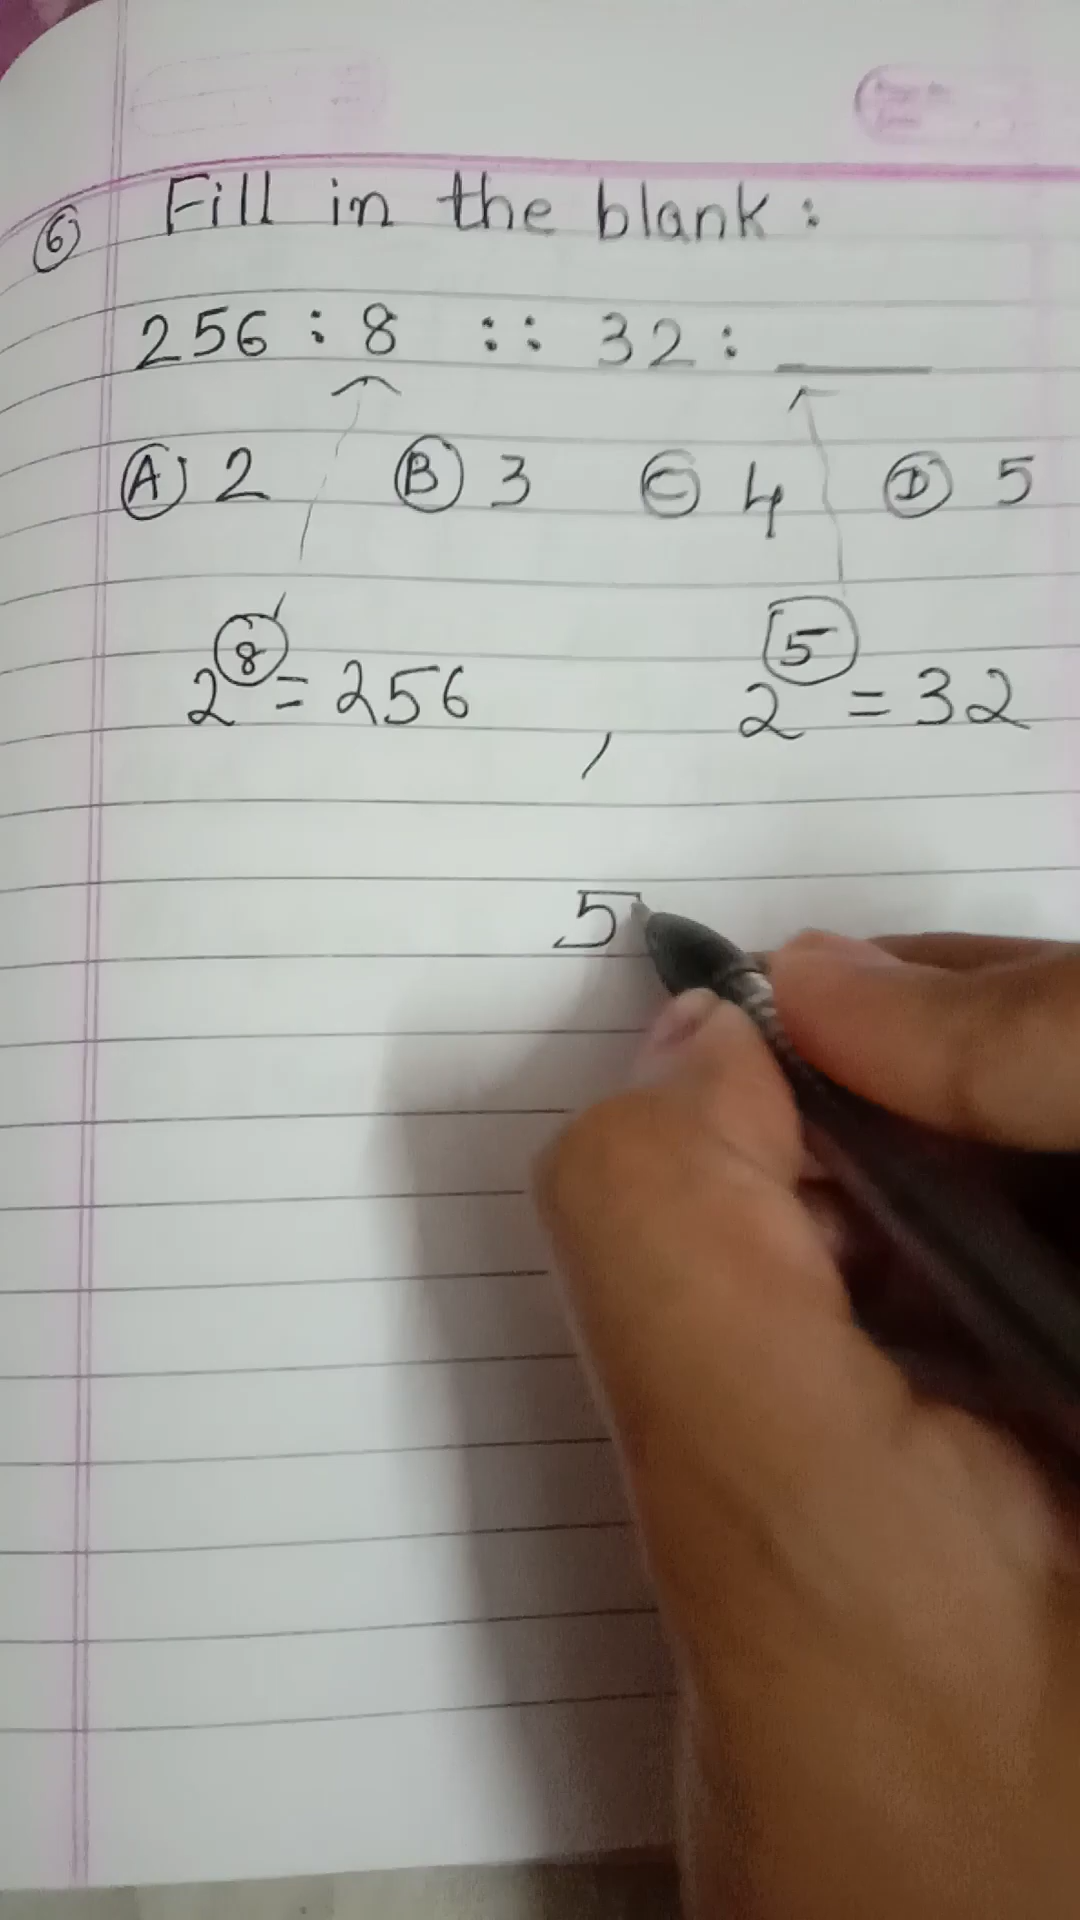 ⑥ Fill in the blank :
256 : 8 :: 32 : ____
Ⓐ 2 Ⓑ 3 Ⓒ 4 Ⓓ 5
2⁸ = 256 , 2⁵ = 32
5